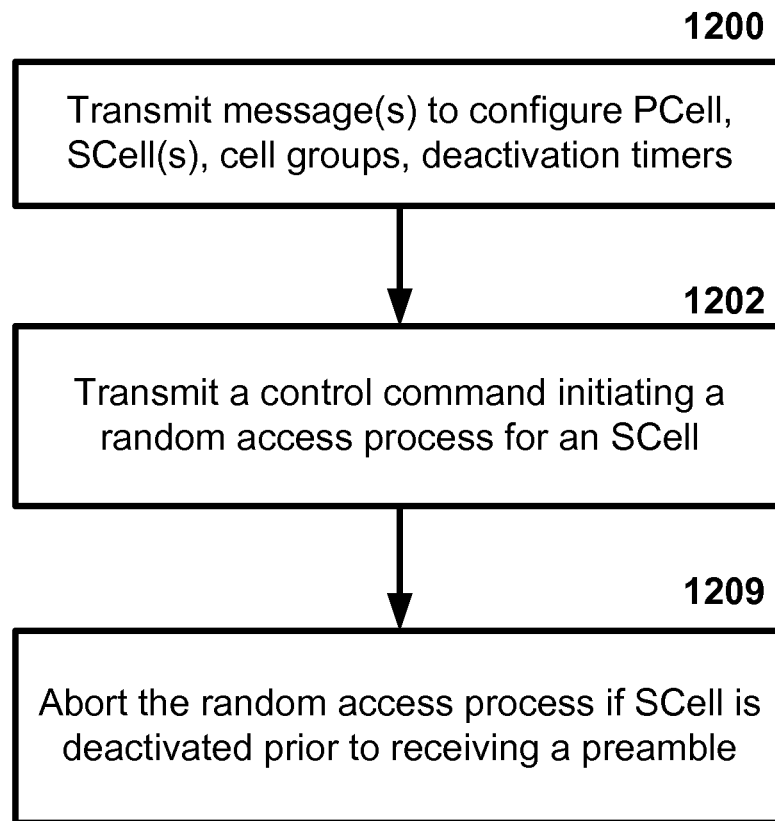 1200
Transmit message(s) to configure PCell,
SCell(s), cell groups, deactivation timers
1202
Transmit a control command initiating a
random access process for an SCell
1209
Abort the random access process if SCell is
deactivated prior to receiving a preamble